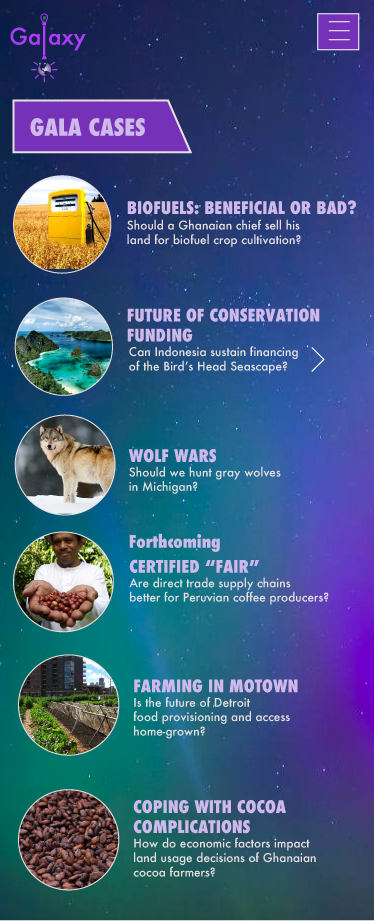 Galaxy
GALA CASES
BIOFUELS: BENEFICIAL OR BAD?
Should a Ghanaian chief sell his
land for biofuel crop cultivation?
FUTURE OF CONSERVATION
FUNDING
Can Indonesia sustain financing
of the Bird's Head Seascape?
WOLF WARS
Should we hunt gray wolves
in Michigan?
Forthcoming
CERTIFIED "FAIR"
Are direct trade supply chains
better for Peruvian coffee producers?
FARMING IN MOTOWN
Is the future of Detroit
food provisioning and access
home-grown?
COPING WITH COCOA
COMPLICATIONS
How do economic factors impact
land usage decisions of Ghanaian
cocoa farmers?